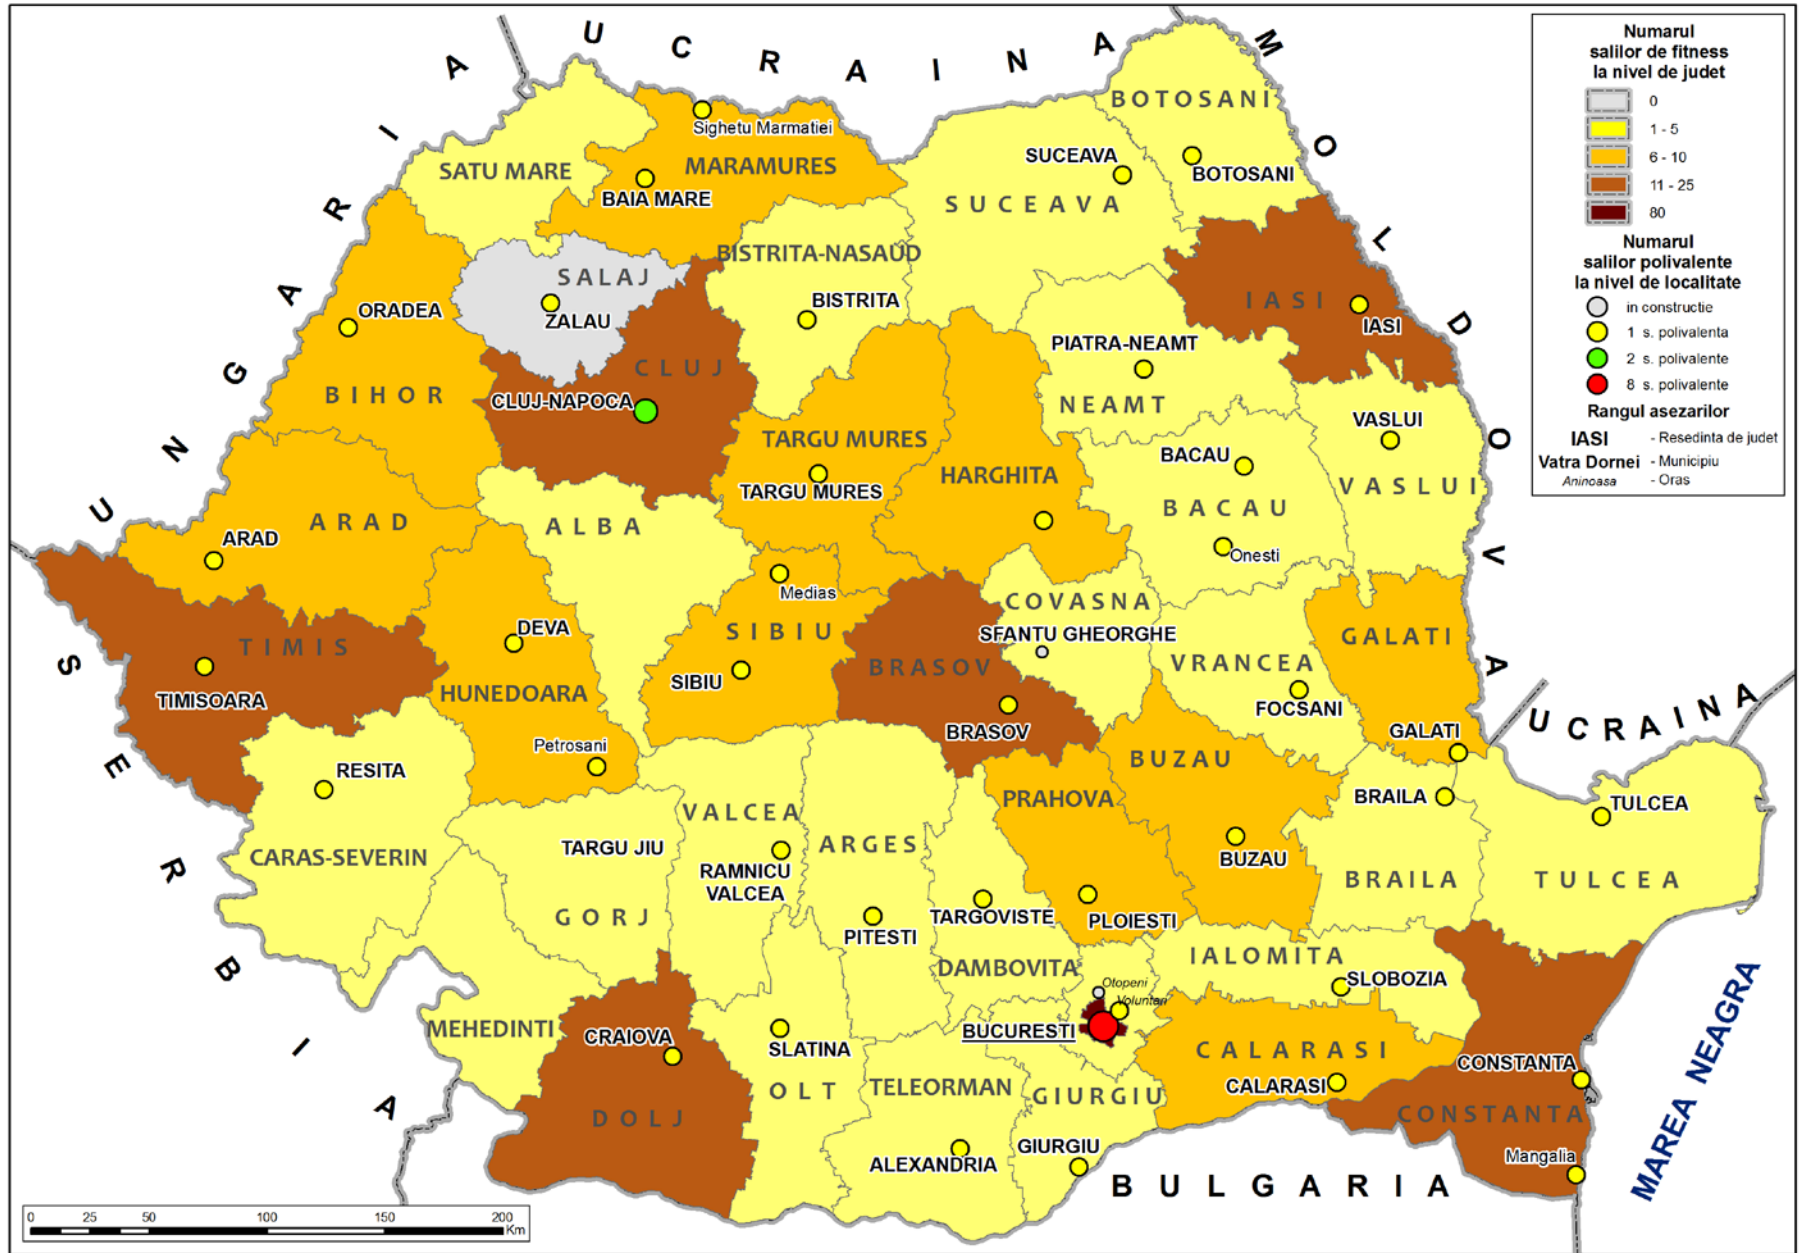 UCRAINA
MOLDOVA
UNGARIA
SERBIA
BULGARIA
UCRAINA
MAREA NEAGRA
Numarul
salilor de fitness
la nivel de judet
0
1 - 5
6 - 10
11 - 25
80
Numarul
salilor polivalente
la nivel de localitate
in constructie
1 s. polivalenta
2 s. polivalente
8 s. polivalente
Rangul asezarilor
IASI - Resedinta de judet
Vatra Dornei - Municipiu
Aninoasa - Oras
BOTOSANI
BOTOSANI
Sighetu Marmatiei
SATU MARE
MARAMURES
BAIA MARE
SUCEAVA
SUCEAVA
BISTRITA-NASAUD
BISTRITA
SALAJ
ZALAU
ORADEA
BIHOR
CLUJ
CLUJ-NAPOCA
IASI
IASI
PIATRA-NEAMT
NEAMT
TARGU MURES
TARGU MURES
HARGHITA
BACAU
BACAU
Onesti
VASLUI
VASLUI
ARAD
ARAD
ALBA
TIMIS
TIMISOARA
DEVA
HUNEDOARA
Petrosani
Medias
SIBIU
SIBIU
BRASOV
BRASOV
COVASNA
SFANTU GHEORGHE
VRANCEA
FOCSANI
GALATI
GALATI
RESITA
CARAS-SEVERIN
TARGU JIU
GORJ
VALCEA
RAMNICU
VALCEA
ARGES
PITESTI
TARGOVISTE
DAMBOVITA
PRAHOVA
PLOIESTI
BUZAU
BUZAU
BRAILA
BRAILA
TULCEA
TULCEA
MEHEDINTI
CRAIOVA
DOLJ
SLATINA
OLT
TELEORMAN
ALEXANDRIA
Otopeni
Voluntari
BUCURESTI
GIURGIU
GIURGIU
IALOMITA
SLOBOZIA
CALARASI
CALARASI
CONSTANTA
CONSTANTA
Mangalia
0 25 50 100 150 200
Km